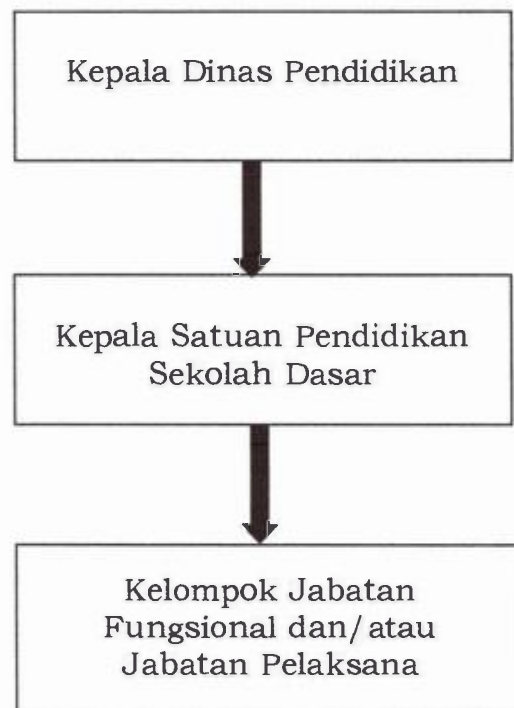 Kepala Dinas Pendidikan
Kepala Satuan Pendidikan
Sekolah Dasar
Kelompok Jabatan
Fungsional dan/atau
Jabatan Pelaksana